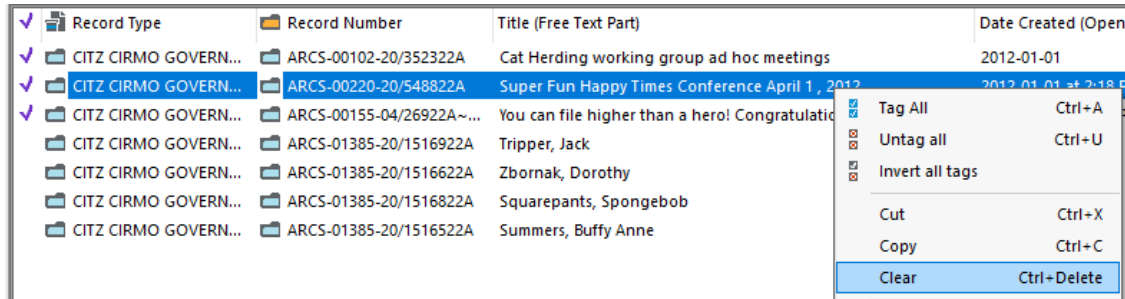 Record Type Record Number Title (Free Text Part) Date Created (Open
CITZ CIRMO GOVERN... ARCS-00102-20/352322A Cat Herding working group ad hoc meetings 2012-01-01
CITZ CIRMO GOVERN... ARCS-00220-20/548822A Super Fun Happy Times Conference April 1 , 2012 2012-01-01 at 2:18
CITZ CIRMO GOVERN... ARCS-00155-04/26922A~... You can file higher than a hero! Congratulatio
CITZ CIRMO GOVERN... ARCS-01385-20/1516922A Tripper, Jack
CITZ CIRMO GOVERN... ARCS-01385-20/1516622A Zbornak, Dorothy
CITZ CIRMO GOVERN... ARCS-01385-20/1516822A Squarepants, Spongebob
CITZ CIRMO GOVERN... ARCS-01385-20/1516522A Summers, Buffy Anne
Tag All Ctrl+A
Untag all Ctrl+U
Invert all tags
Cut Ctrl+X
Copy Ctrl+C
Clear Ctrl+Delete